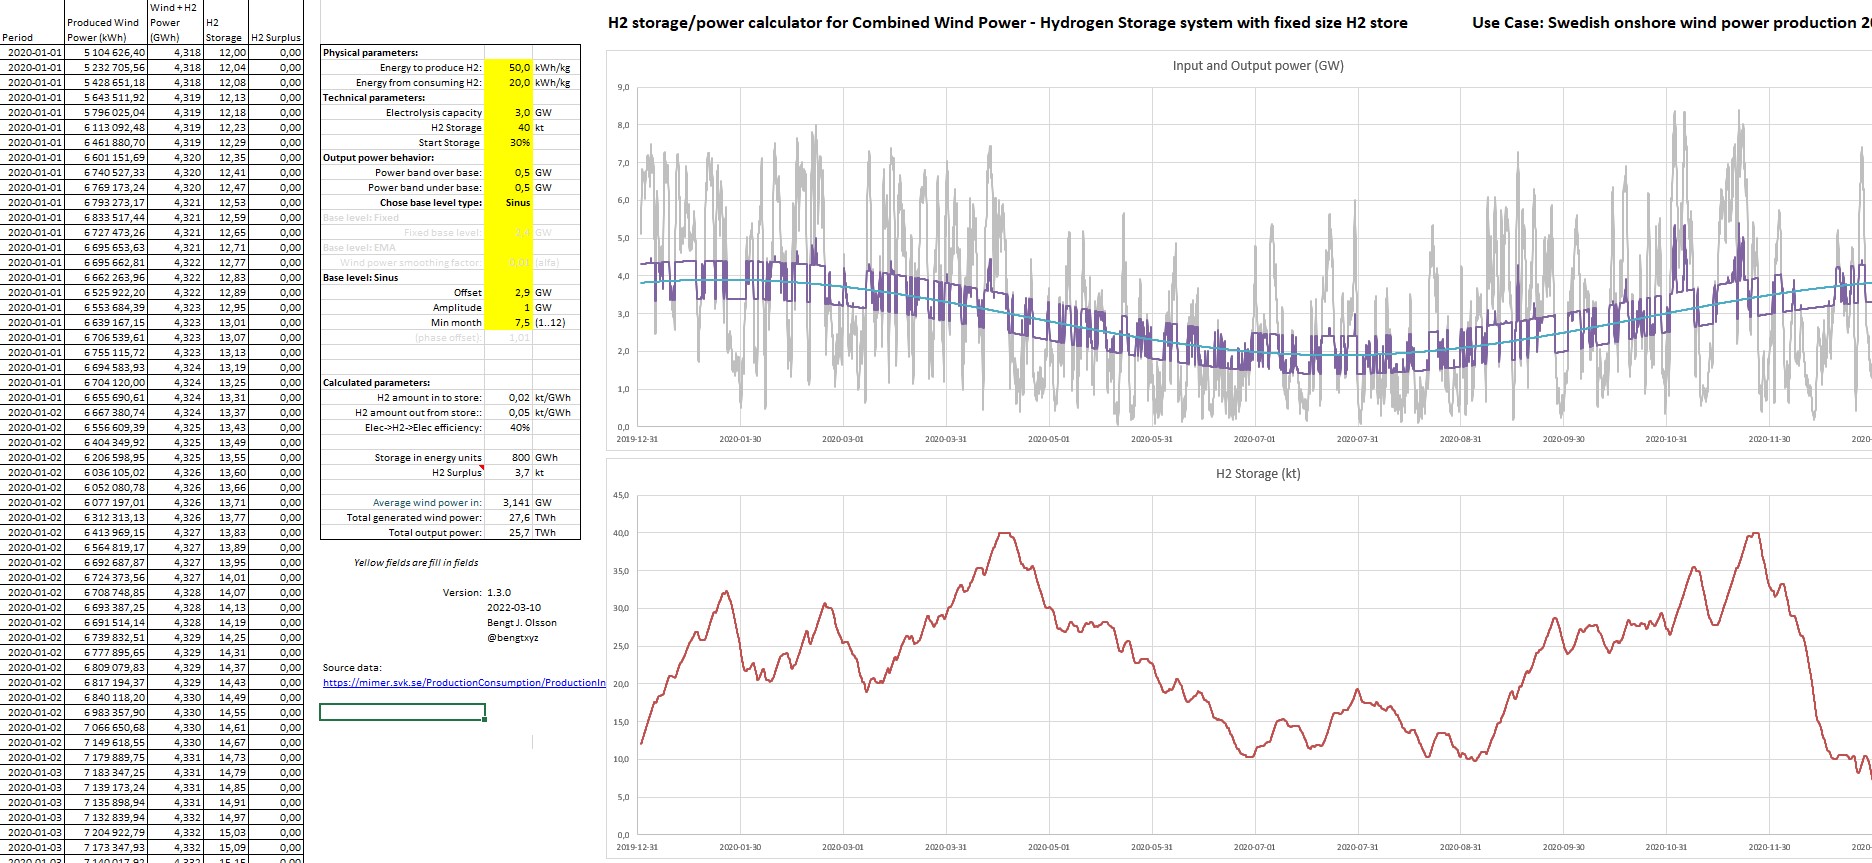 H2 storage/power calculator for Combined Wind Power - Hydrogen Storage system with fixed size H2 store
Use Case: Swedish onshore wind power production 20
Period Produced Wind Power (kWh) Wind + H2 Power (GWh) H2 Storage H2 Surplus
2020-01-01 5 104 626,40 4,318 12,00 0,00
2020-01-01 5 232 705,56 4,318 12,04 0,00
2020-01-01 5 428 651,18 4,318 12,08 0,00
2020-01-01 5 643 511,92 4,319 12,13 0,00
2020-01-01 5 796 025,04 4,319 12,18 0,00
2020-01-01 6 113 092,48 4,319 12,23 0,00
2020-01-01 6 461 880,70 4,319 12,29 0,00
2020-01-01 6 601 151,69 4,320 12,35 0,00
2020-01-01 6 740 527,33 4,320 12,41 0,00
2020-01-01 6 769 173,24 4,320 12,47 0,00
2020-01-01 6 793 273,17 4,321 12,53 0,00
2020-01-01 6 833 517,44 4,321 12,59 0,00
2020-01-01 6 727 473,26 4,321 12,65 0,00
2020-01-01 6 695 653,63 4,321 12,71 0,00
2020-01-01 6 695 662,81 4,322 12,77 0,00
2020-01-01 6 662 263,96 4,322 12,83 0,00
2020-01-01 6 525 922,20 4,322 12,89 0,00
2020-01-01 6 553 684,39 4,323 12,95 0,00
2020-01-01 6 639 167,15 4,323 13,01 0,00
2020-01-01 6 706 539,61 4,323 13,07 0,00
2020-01-01 6 755 115,72 4,323 13,13 0,00
2020-01-01 6 694 583,93 4,324 13,19 0,00
2020-01-01 6 704 120,00 4,324 13,25 0,00
2020-01-01 6 655 690,61 4,324 13,31 0,00
2020-01-02 6 667 380,74 4,324 13,37 0,00
2020-01-02 6 556 609,39 4,325 13,43 0,00
2020-01-02 6 404 349,92 4,325 13,49 0,00
2020-01-02 6 206 598,95 4,325 13,55 0,00
2020-01-02 6 036 105,02 4,326 13,60 0,00
2020-01-02 6 052 080,78 4,326 13,66 0,00
2020-01-02 6 077 197,01 4,326 13,71 0,00
2020-01-02 6 312 313,13 4,326 13,77 0,00
2020-01-02 6 413 969,15 4,327 13,83 0,00
2020-01-02 6 564 819,17 4,327 13,89 0,00
2020-01-02 6 692 687,87 4,327 13,95 0,00
2020-01-02 6 724 373,56 4,327 14,01 0,00
2020-01-02 6 708 748,85 4,328 14,07 0,00
2020-01-02 6 693 387,25 4,328 14,13 0,00
2020-01-02 6 691 514,14 4,328 14,19 0,00
2020-01-02 6 739 832,51 4,329 14,25 0,00
2020-01-02 6 777 895,65 4,329 14,31 0,00
2020-01-02 6 809 079,83 4,329 14,37 0,00
2020-01-02 6 817 194,37 4,329 14,43 0,00
2020-01-02 6 840 118,20 4,330 14,49 0,00
2020-01-02 6 983 357,90 4,330 14,55 0,00
2020-01-02 7 066 650,68 4,330 14,61 0,00
2020-01-02 7 149 618,55 4,330 14,67 0,00
2020-01-02 7 179 889,75 4,331 14,73 0,00
2020-01-03 7 183 347,25 4,331 14,79 0,00
2020-01-03 7 139 173,24 4,331 14,85 0,00
2020-01-03 7 135 898,94 4,331 14,91 0,00
2020-01-03 7 132 839,94 4,332 14,97 0,00
2020-01-03 7 204 922,79 4,332 15,03 0,00
2020-01-03 7 173 347,93 4,332 15,09 0,00
2020-01-03 7 140 017,92 4,332 15,15 0,00
Physical parameters:
Energy to produce H2: 50,0 kWh/kg
Energy from consuming H2: 20,0 kWh/kg
Technical parameters:
Electrolysis capacity 3,0 GW
H2 Storage 40 kt
Start Storage 30%
Output power behavior:
Power band over base: 0,5 GW
Power band under base: 0,5 GW
Chose base level type: Sinus
Base level: Fixed
Fixed base level: GW
Base level: EMA
Wind power smoothing factor: 0,01 (alfa)
Base level: Sinus
Offset 2,9 GW
Amplitude 1 GW
Min month 7,5 (1..12)
(phase offset): 1,01
Calculated parameters:
H2 amount in to store: 0,02 kt/GWh
H2 amount out from store:: 0,05 kt/GWh
Elec->H2->Elec efficiency: 40%
Storage in energy units 800 GWh
H2 Surplus 3,7 kt
Average wind power in: 3,141 GW
Total generated wind power: 27,6 TWh
Total output power: 25,7 TWh
Yellow fields are fill in fields
Version: 1.3.0
2022-03-10
Bengt J. Olsson
@bengtxyz
Source data:
https://mimer.svk.se/ProductionConsumption/ProductionIn
Input and Output power (GW)
9,0
8,0
7,0
6,0
5,0
4,0
3,0
2,0
1,0
0,0
2019-12-31 2020-01-30 2020-03-01 2020-03-31 2020-05-01 2020-05-31 2020-07-01 2020-07-31 2020-08-31 2020-09-30 2020-10-31 2020-11-30 2020-
H2 Storage (kt)
45,0
40,0
35,0
30,0
25,0
20,0
15,0
10,0
5,0
0,0
2019-12-31 2020-01-30 2020-03-01 2020-03-31 2020-05-01 2020-05-31 2020-07-01 2020-07-31 2020-08-31 2020-09-30 2020-10-31 2020-11-30 2020-